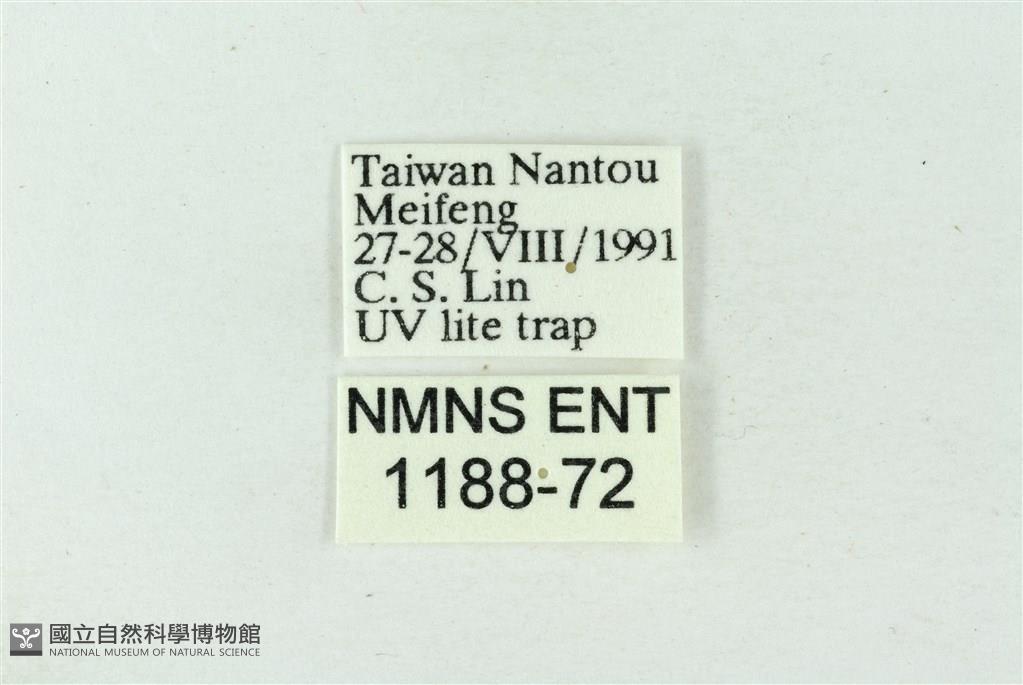 Taiwan Nantou
Meifeng
27-28/VIII/1991
C. S. Lin
UV lite trap
NMNS ENT
1188-72
國立自然科學博物館
NATIONAL MUSEUM OF NATURAL SCIENCE